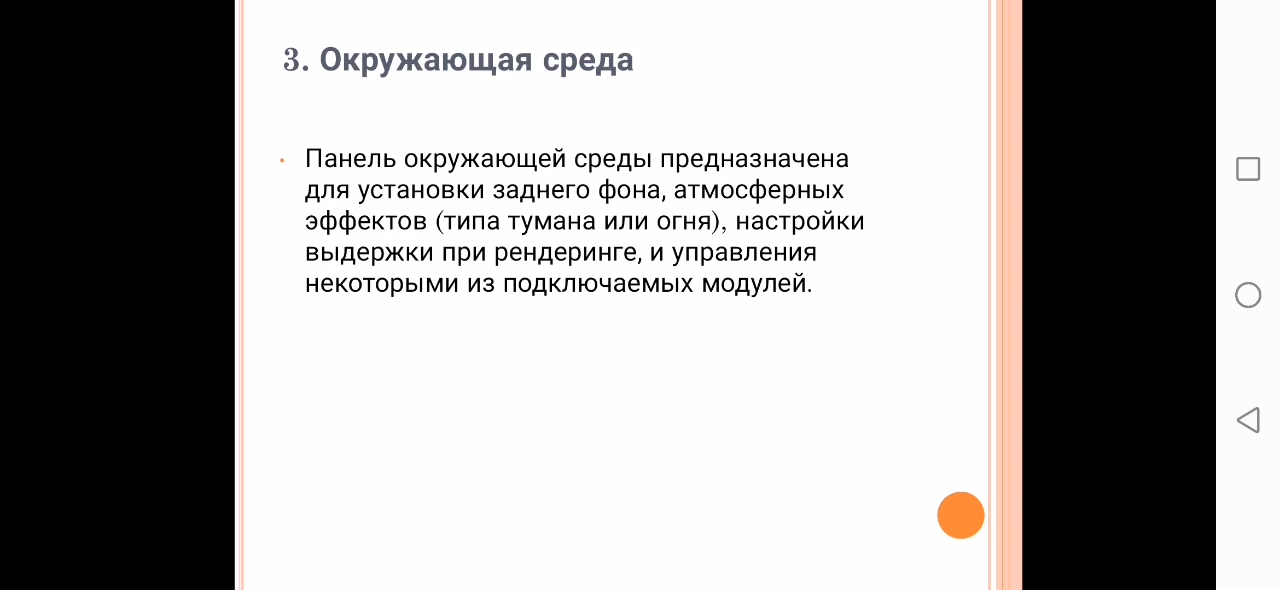 3. Окружающая среда
• Панель окружающей среды предназначена
для установки заднего фона, атмосферных
эффектов (типа тумана или огня), настройки
выдержки при рендеринге, и управления
некоторыми из подключаемых модулей.